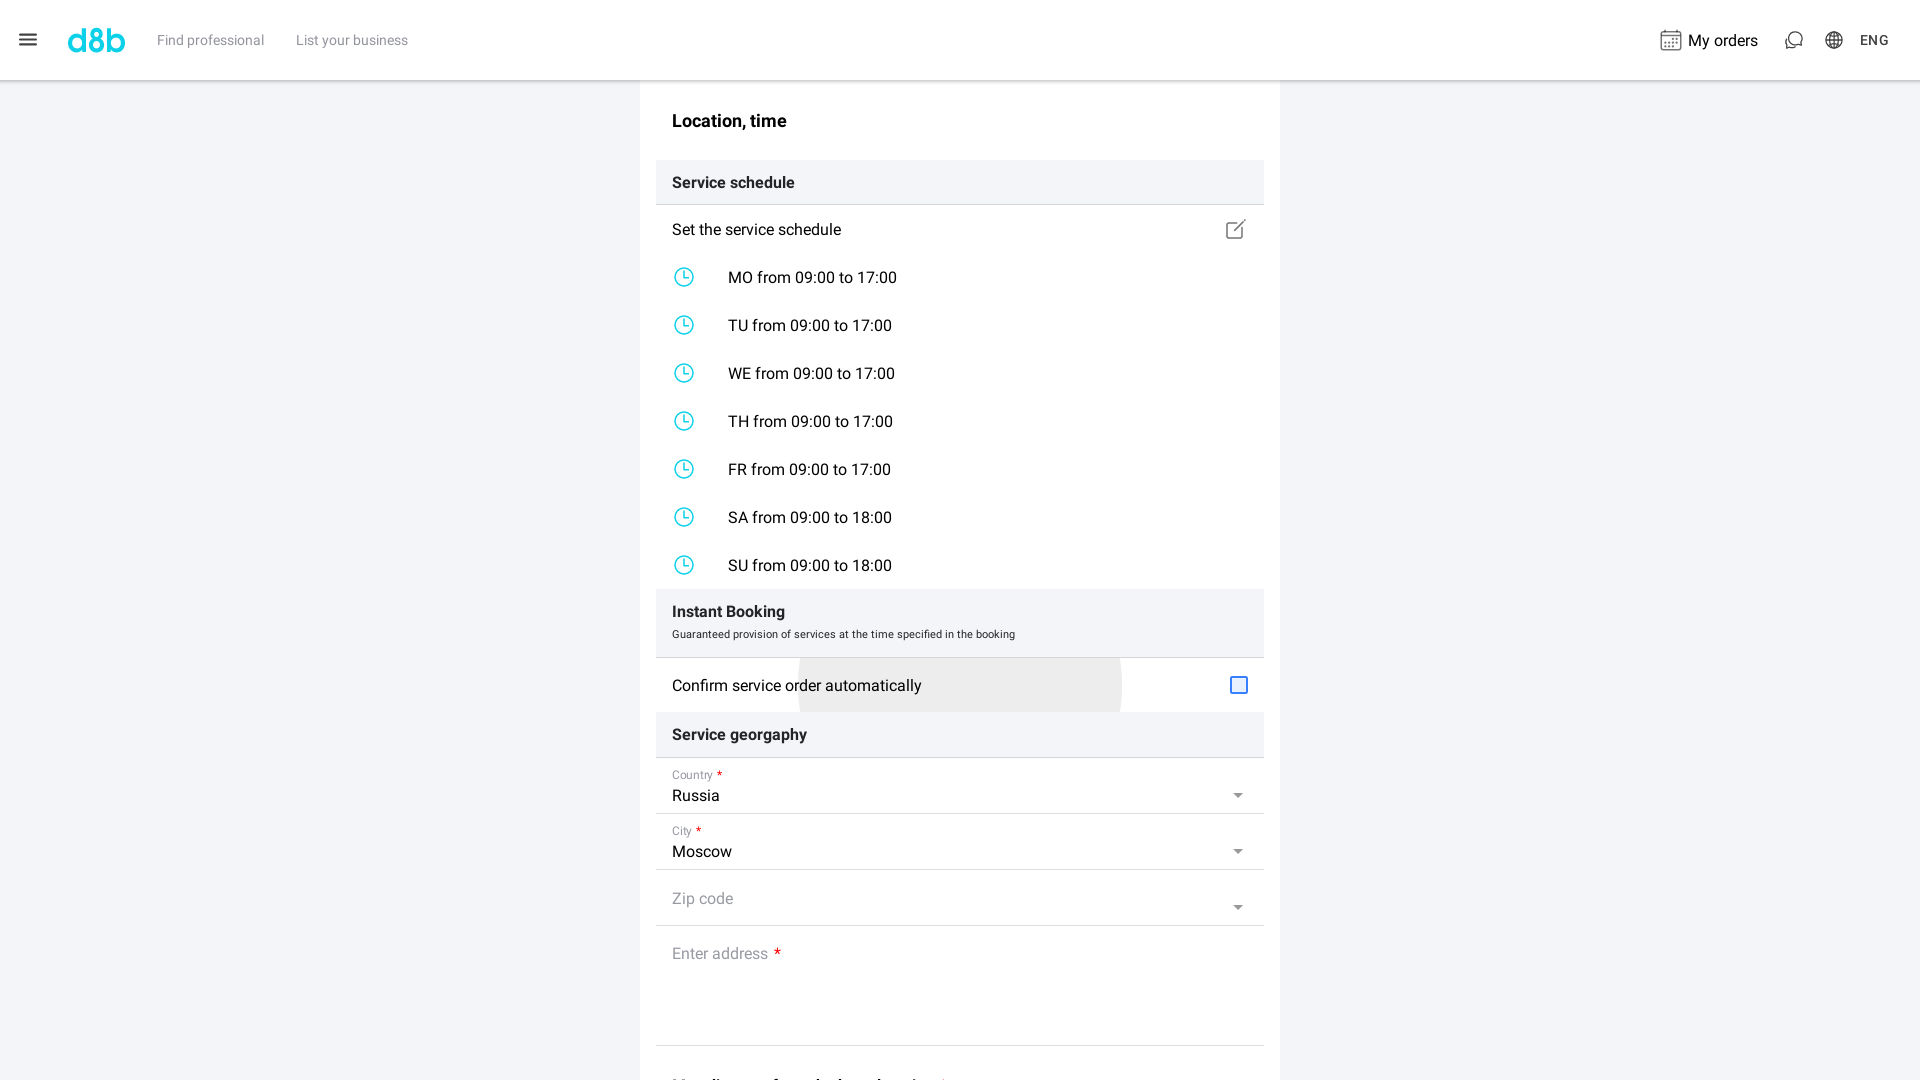 d8b
Find professional
List your business
My orders
ENG
Location, time
Service schedule
Set the service schedule
MO from 09:00 to 17:00
TU from 09:00 to 17:00
WE from 09:00 to 17:00
TH from 09:00 to 17:00
FR from 09:00 to 17:00
SA from 09:00 to 18:00
SU from 09:00 to 18:00
Instant Booking
Guaranteed provision of services at the time specified in the booking
Confirm service order automatically
Service georgaphy
Country *
Russia
City *
Moscow
Zip code
Enter address *